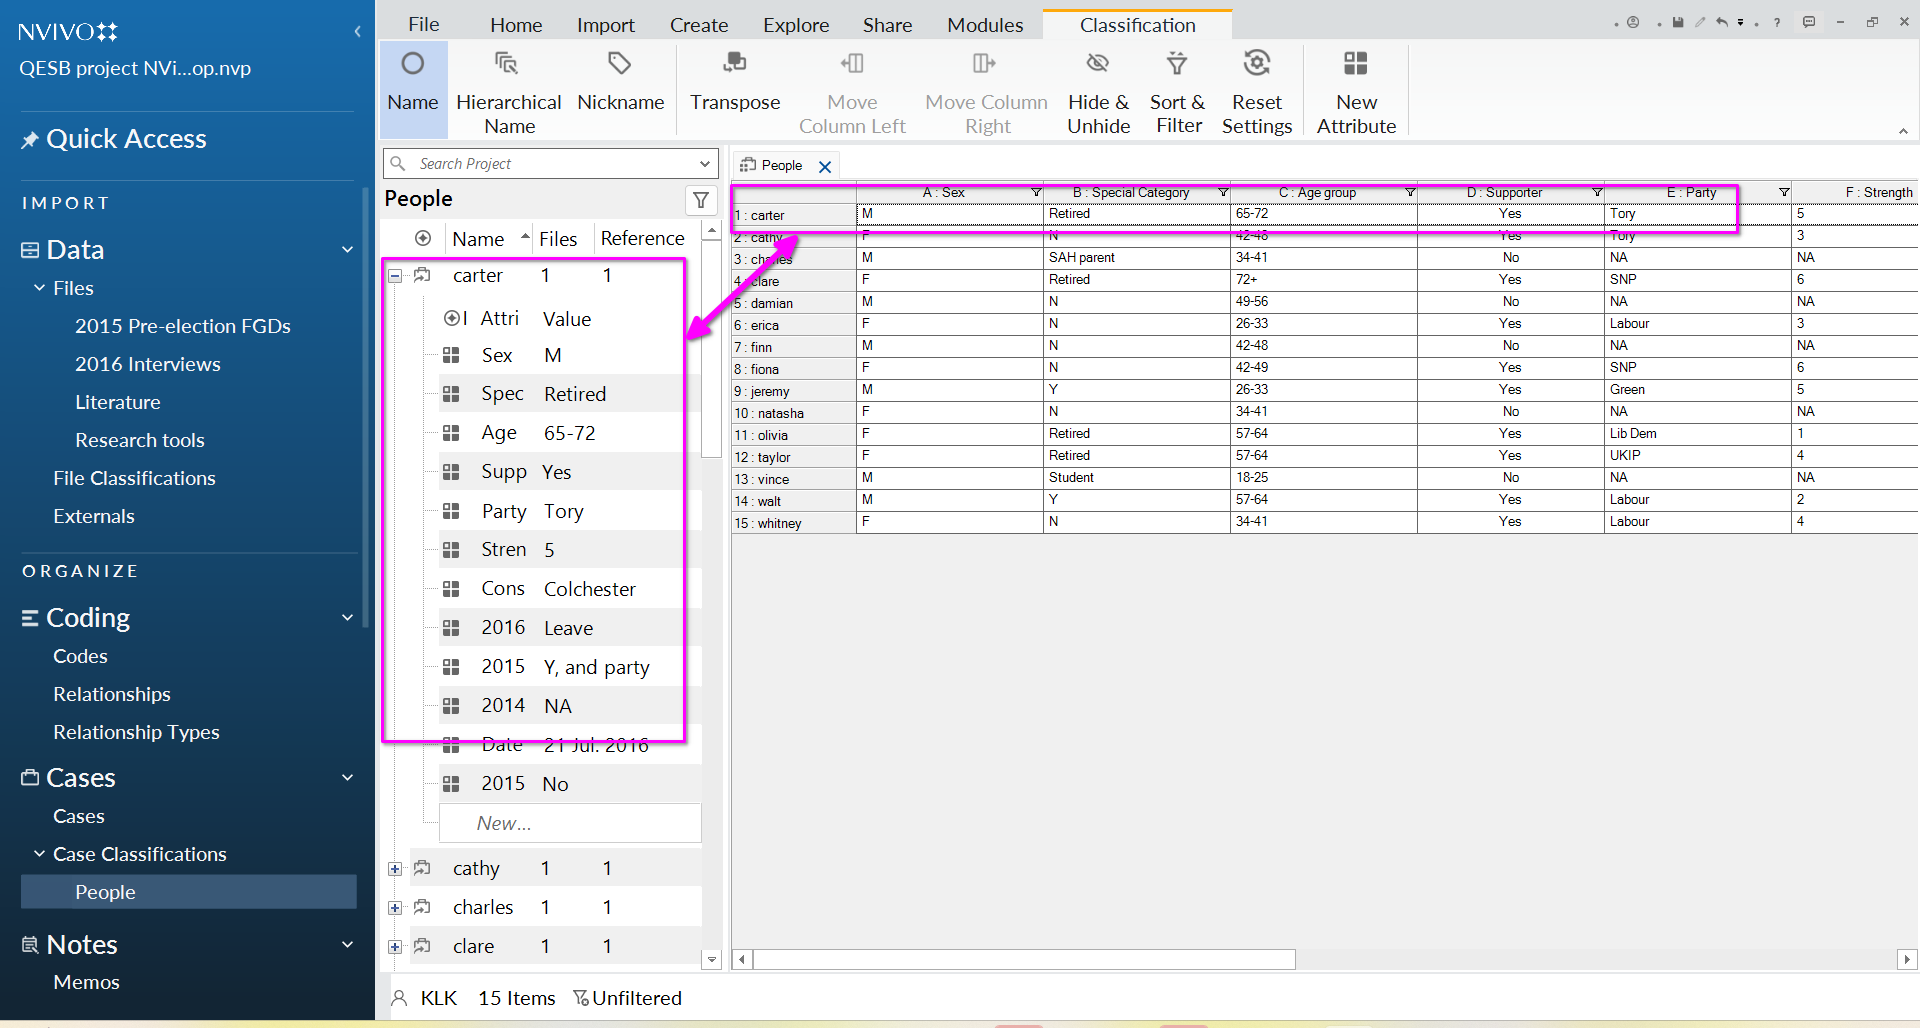 NVIVO
QESB project NVi...op.nvp
Quick Access
IMPORT
Data
Files
2015 Pre-election FGDs
2016 Interviews
Literature
Research tools
File Classifications
Externals
ORGANIZE
Coding
Codes
Relationships
Relationship Types
Cases
Cases
Case Classifications
People
Notes
Memos
File Home Import Create Explore Share Modules Classification
Name Hierarchical Name Nickname Transpose Move Column Left Move Column Right Hide & Unhide Sort & Filter Reset Settings New Attribute
Search Project
People
Name Files Reference
carter 1 1
Attri Value
Sex M
Spec Retired
Age 65-72
Supp Yes
Party Tory
Stren 5
Cons Colchester
2016 Leave
2015 Y, and party
2014 NA
Date 21 Jul. 2016
2015 No
New...
cathy 1 1
charles 1 1
clare 1 1
KLK 15 Items Unfiltered
People
A : Sex B : Special Category C : Age group D : Supporter E : Party F : Strength
1 : carter M Retired 65-72 Yes Tory 5
2 : cathy F N 42-48 Yes Tory 3
3 : charles M SAH parent 34-41 No NA NA
4 : clare F Retired 72+ Yes SNP 6
5 : damian M N 49-56 No NA NA
6 : erica F N 26-33 Yes Labour 3
7 : finn M N 42-48 No NA NA
8 : fiona F N 42-49 Yes SNP 6
9 : jeremy M Y 26-33 Yes Green 5
10 : natasha F N 34-41 No NA NA
11 : olivia F Retired 57-64 Yes Lib Dem 1
12 : taylor F Retired 57-64 Yes UKIP 4
13 : vince M Student 18-25 No NA NA
14 : walt M Y 57-64 Yes Labour 2
15 : whitney F N 34-41 Yes Labour 4